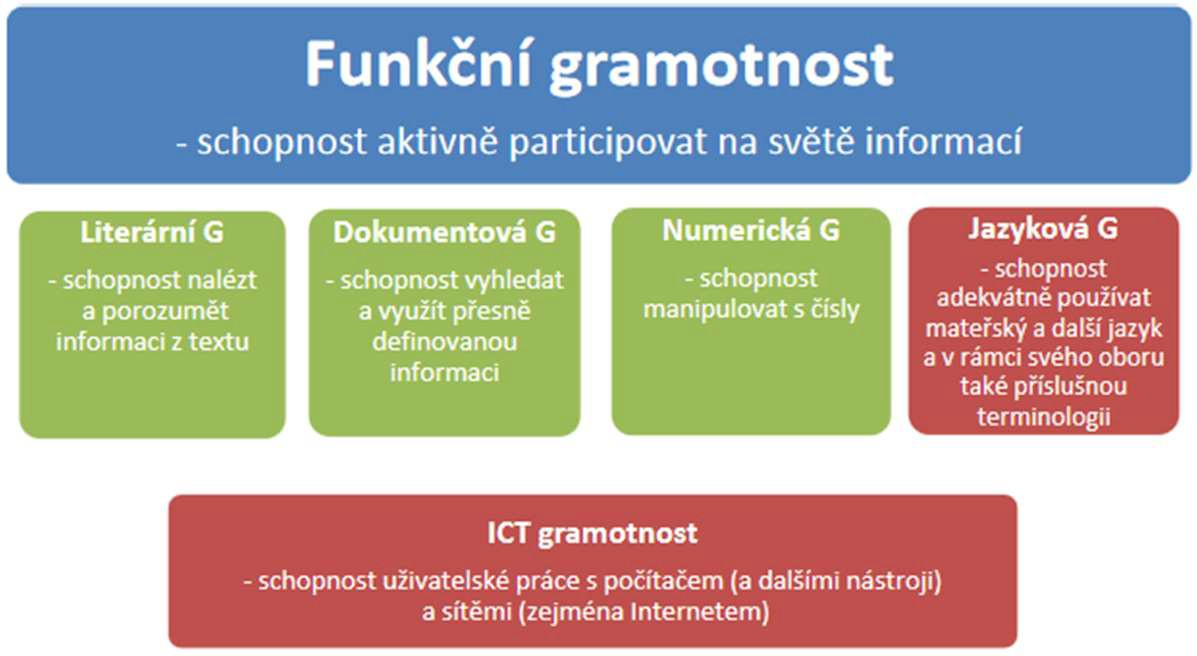 Funkční gramotnost
- schopnost aktivně participovat na světě informací
Literární G
- schopnost nalézt
a porozumět
informaci z textu
Dokumentová G
- schopnost vyhledat
a využít přesně
definovanou
informaci
Numerická G
- schopnost
manipulovat s čísly
Jazyková G
- schopnost
adekvátně používat
mateřský a další jazyk
a v rámci svého oboru
také příslušnou
terminologii
ICT gramotnost
- schopnost uživatelské práce s počítačem (a dalšími nástroji)
a sítěmi (zejména Internetem)